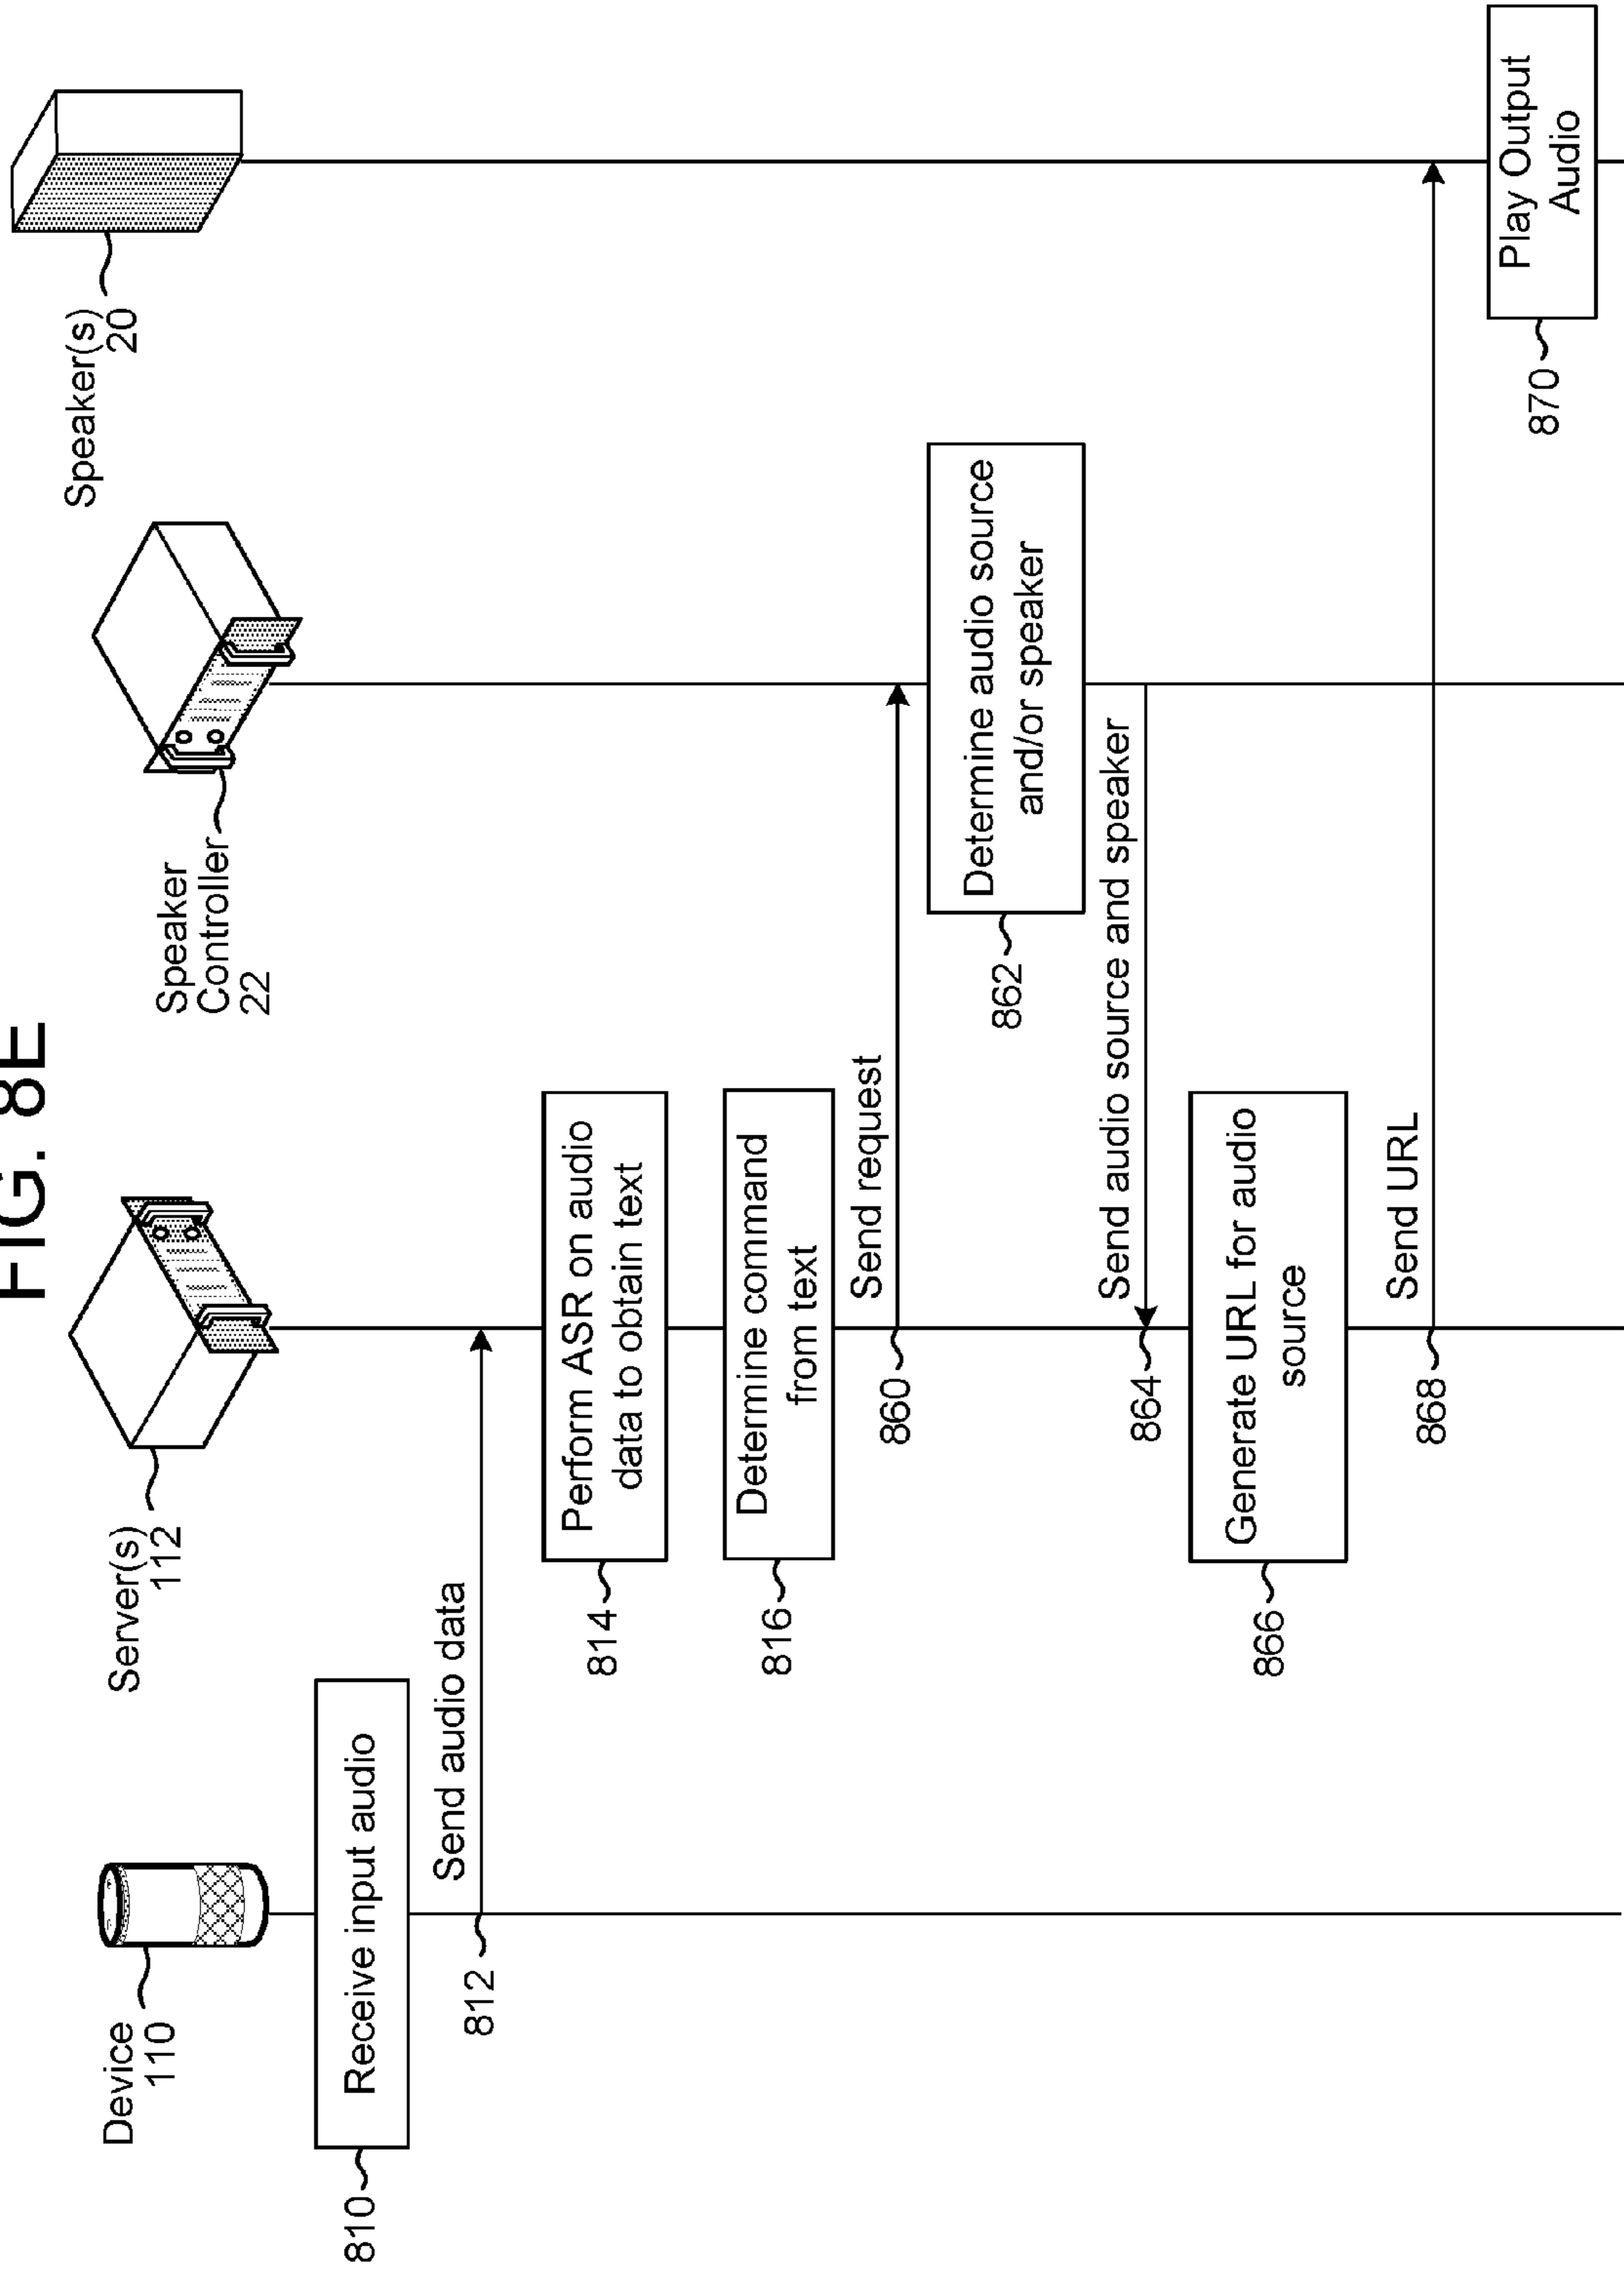 FIG. 8E
Device
110
Server(s)
112
Speaker
Controller
22
Speaker(s)
20
810
Receive input audio
Send audio data
812
814
Perform ASR on audio
data to obtain text
816
Determine command
from text
Send request
860
862
Determine audio source
and/or speaker
Send audio source and speaker
864
866
Generate URL for audio
source
Send URL
868
870
Play Output
Audio